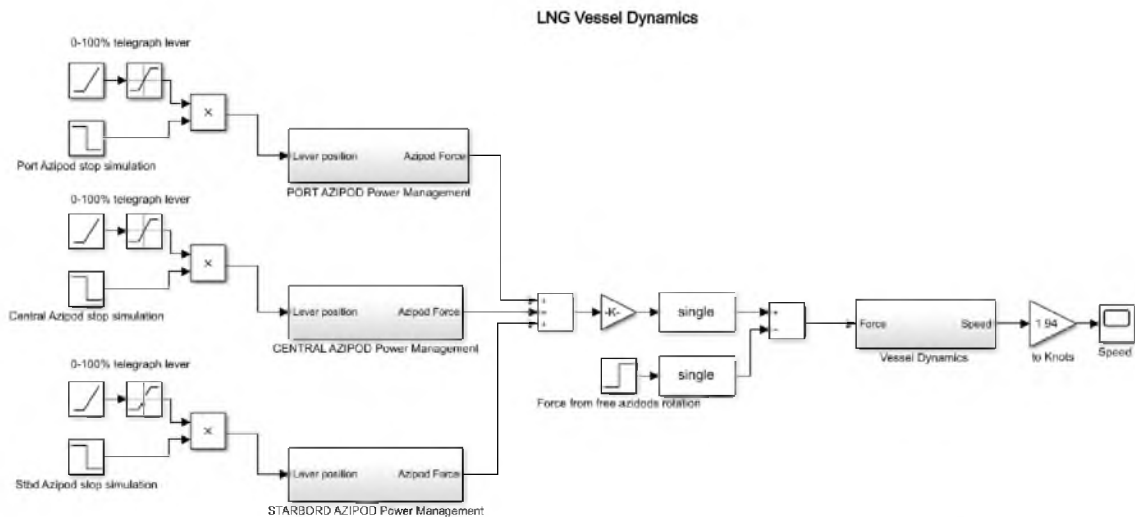 LNG Vessel Dynamics
0-100% telegraph lever
×
Port Azipod stop simulation
Lever position
Azipod Force
PORT AZIPOD Power Management
0-100% telegraph lever
×
Central Azipod stop simulation
Lever position
Azipod Force
CENTRAL AZIPOD Power Management
0-100% telegraph lever
×
Stbd Azipod stop simulation
Lever position
Azipod Force
STARBORD AZIPOD Power Management
-K-
single
single
Force from free azidods rotation
+
−
Force
Speed
Vessel Dynamics
1.94
to Knots
Speed